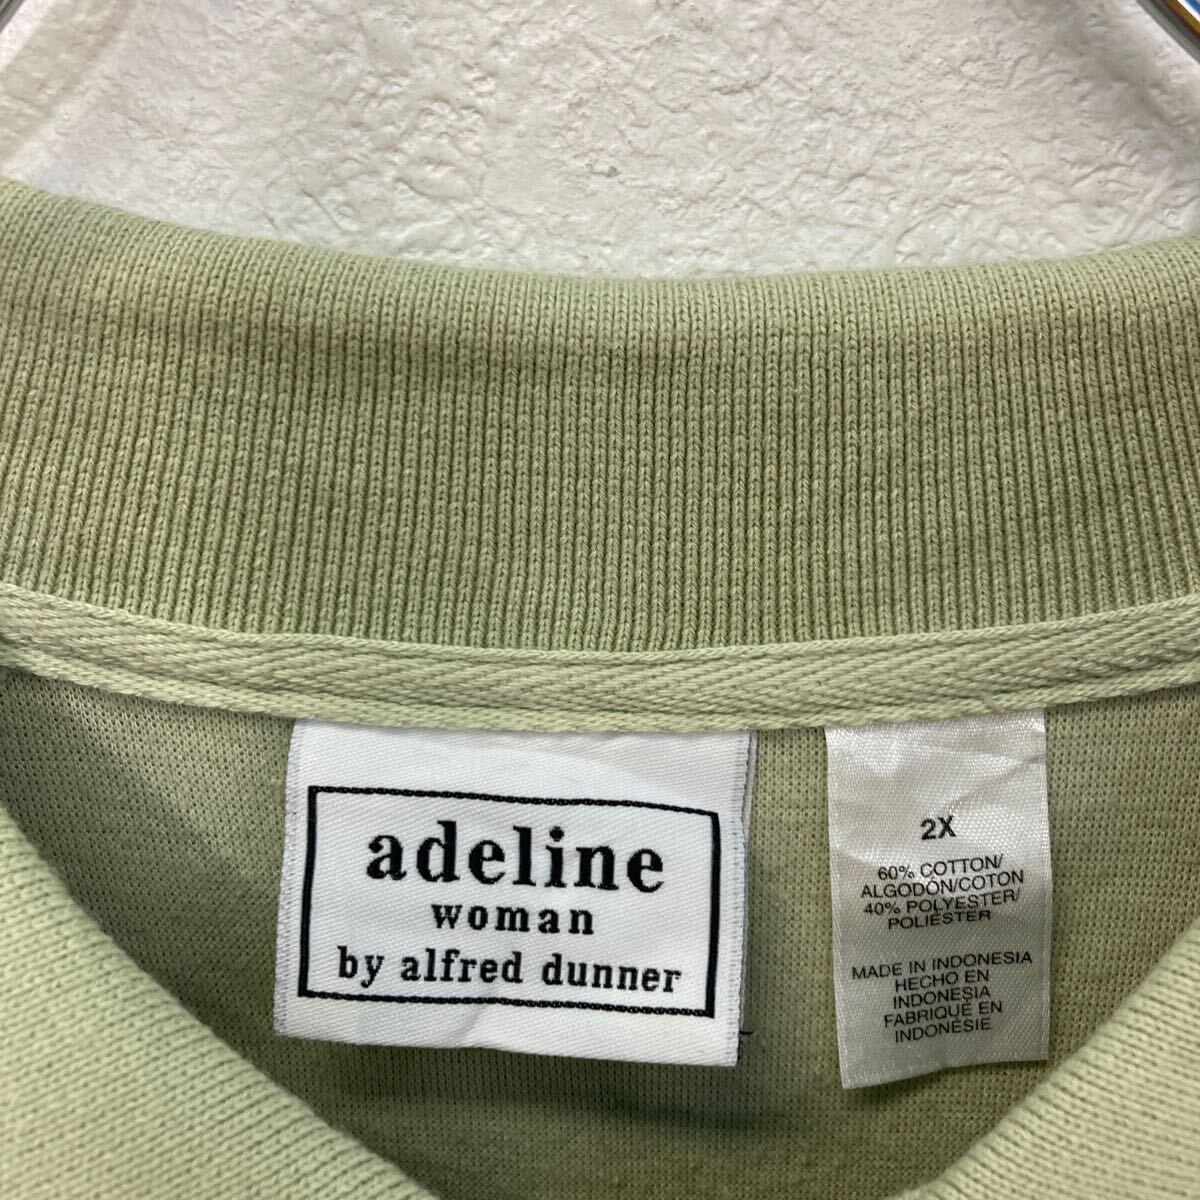 adeline
woman
by alfred dunner
2X
60% COTTON/
ALGODÓN/COTON
40% POLYESTER/
POLIÉSTER
MADE IN INDONESIA
HECHO EN
INDONESIA
FABRIQUÉ EN
INDONÉSIE